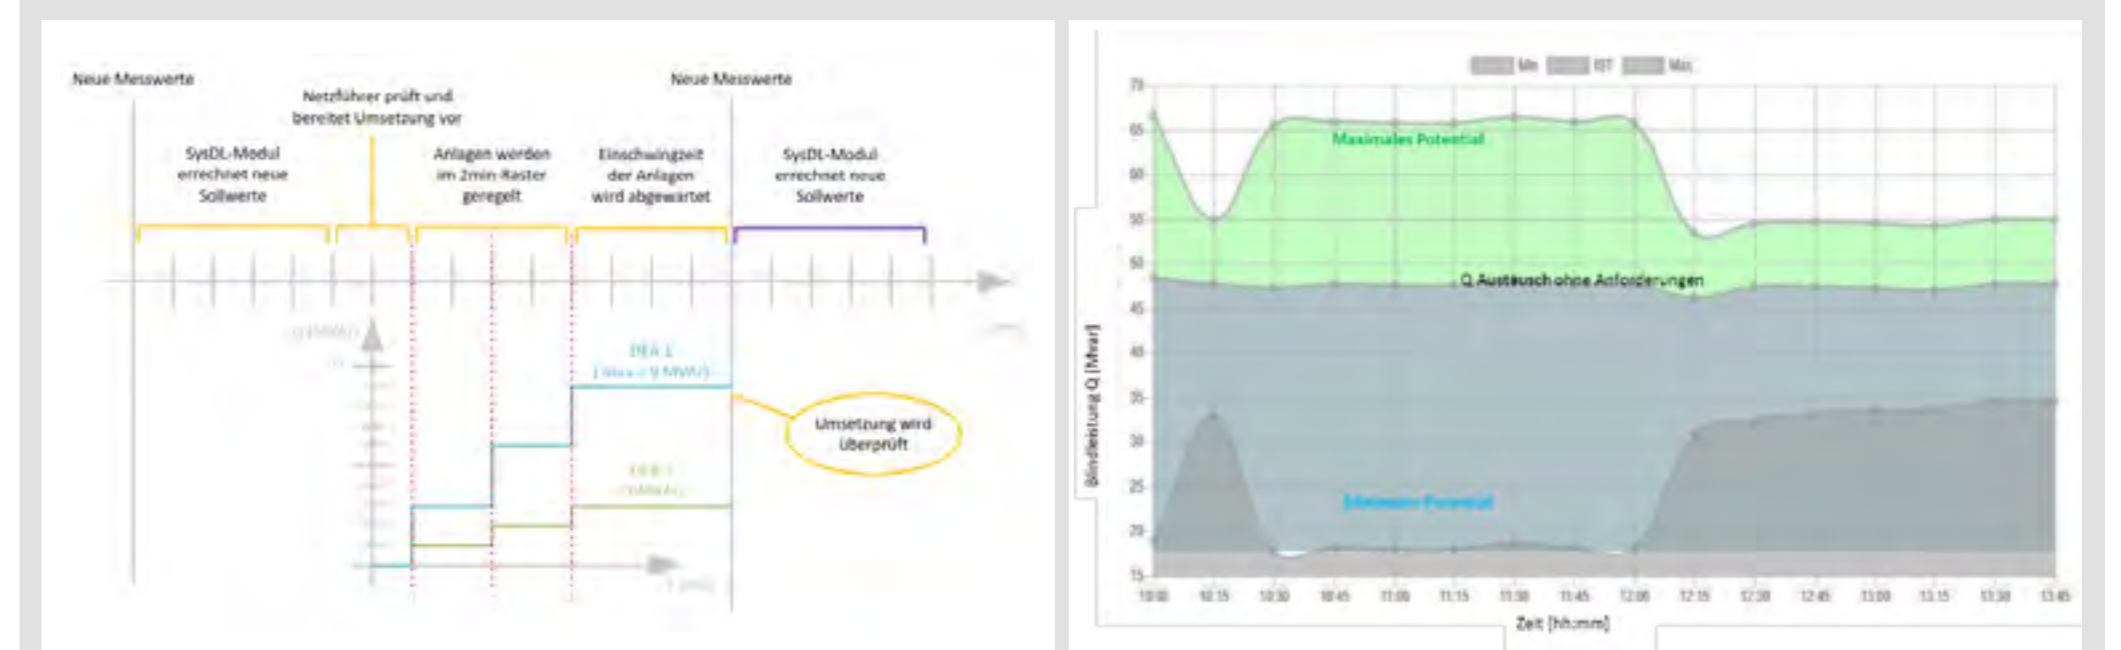 Neue Messwerte
Neue Messwerte
Netzführer prüft und
bereitet Umsetzung vor
SysDL-Modul
errechnet neue
Sollwerte
Anlagen werden
im 2min-Raster
geregelt
Einschwingzeit
der Anlagen
wird abgewartet
SysDL-Modul
errechnet neue
Sollwerte
Umsetzung wird
überprüft
Min IST Max
Maximales Potential
Q Austausch ohne Anforderungen
Minimales Potential
Blindleistung Q [Mvar]
70
65
60
55
50
45
40
35
30
25
20
15
10:00 10:15 10:30 10:45 11:00 11:15 11:30 11:45 12:00 12:15 12:30 12:45 13:00 13:15 13:30 13:45
Zeit [hh:mm]